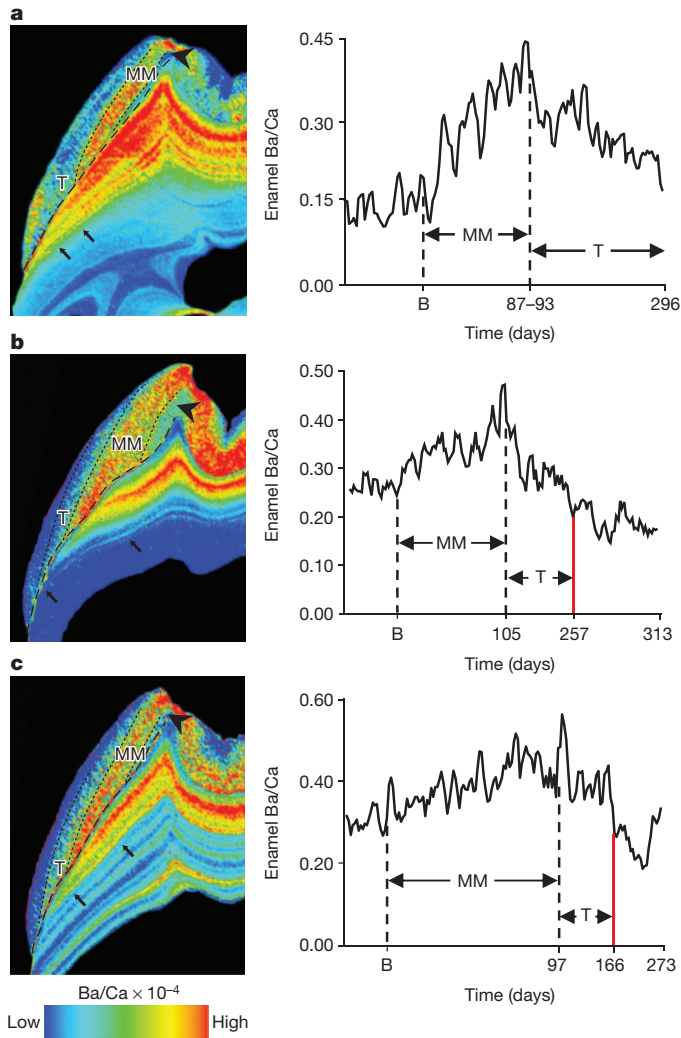 a
MM
T
0.45
0.30
0.15
0.00
Enamel Ba/Ca
MM
T
B
87–93
296
Time (days)
b
MM
T
0.50
0.40
0.30
0.20
0.10
0.00
Enamel Ba/Ca
MM
T
B
105
257
313
Time (days)
c
MM
T
0.60
0.40
0.20
0.00
Enamel Ba/Ca
MM
T
B
97
166
273
Time (days)
Ba/Ca × 10⁻⁴
Low
High